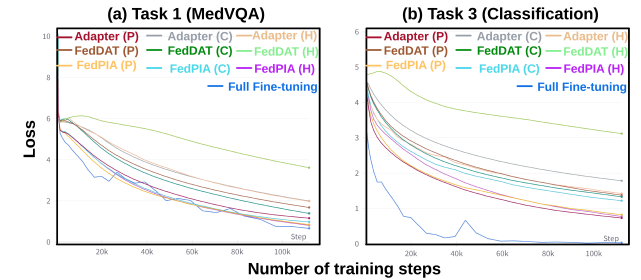 (a) Task 1 (MedVQA)
(b) Task 3 (Classification)
Loss
10
8
6
4
2
0
Adapter (P)
Adapter (C)
Adapter (H)
FedDAT (P)
FedDAT (C)
FedDAT (H)
FedPIA (P)
FedPIA (C)
FedPIA (H)
Full Fine-tuning
Step
20k
40k
60k
80k
100k
6
5
4
3
2
1
0
Adapter (P)
Adapter (C)
Adapter (H)
FedDAT (P)
FedDAT (C)
FedDAT (H)
FedPIA (P)
FedPIA (C)
FedPIA (H)
Full Fine-tuning
Step
20k
40k
60k
80k
100k
Number of training steps